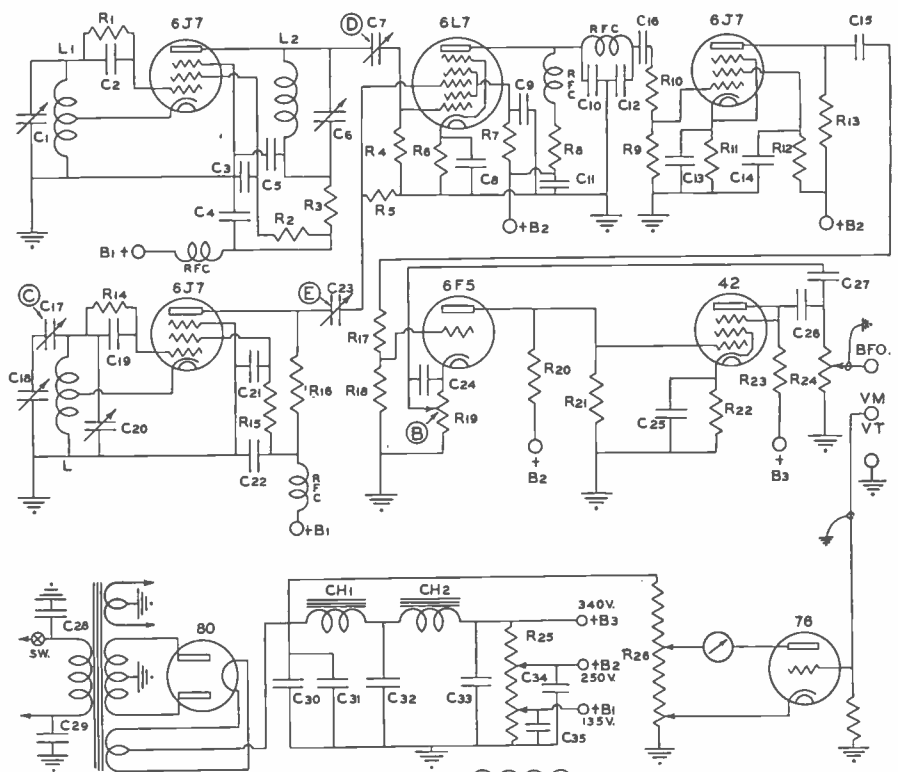 R1 6J7 L2 D C7 6L7 RFC C16 6J7 C15
L1
C2 C9 RFC C10 C12 R10
C1 C6 R7 R13
R4 R6 R8 R9 R11 R12
C3 C5 C8 C11 C13 C14
C4 R3 R5
R2 +B2 +B2
B1+ RFC
C C17 R14 6J7 E C23 6F5 42 C27
C19 R17 C26 BFO.
C18 C21 R16 R18 C24 R20 R23 R24 VM
R15 R19 R21 R22 VT
C20 B C25
L C22 RFC +B2 +B3
+B1
CH1 CH2 340V.
C28 80 R25 +B3 76
SW. C34 +B2 R26
250V.
C30 C31 C32 C33 +B1
C29 135V.
C35